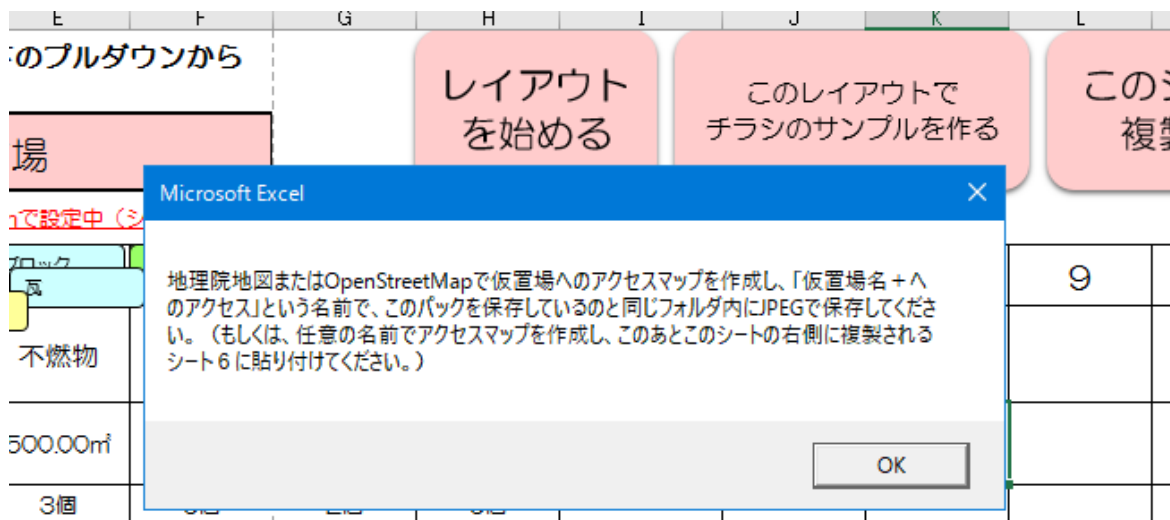 E F G H I J K L
のプルダウンから
レイアウト
を始める
このレイアウトで
チラシのサンプルを作る
この
複製
場
Microsoft Excel
で設定中（シ
ブロック
瓦
9
地理院地図またはOpenStreetMapで仮置場へのアクセスマップを作成し、「仮置場名＋へ
のアクセス」という名前で、このパックを保存しているのと同じフォルダ内にJPEGで保存してくださ
い。（もしくは、任意の名前でアクセスマップを作成し、このあとこのシートの右側に複製される
シート６に貼り付けてください。）
不燃物
500.00㎡
OK
3個